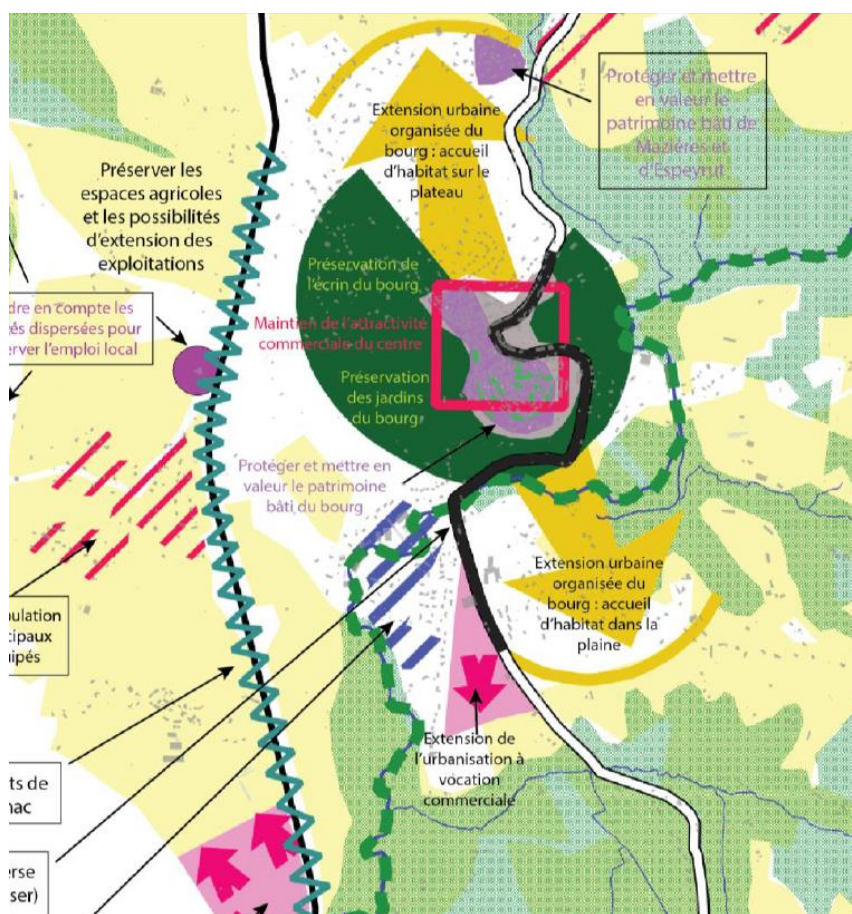 Protéger et mettre
en valeur le
patrimoine bâti de
Mazières et
d'Espeyrut
Extension urbaine
organisée du
bourg : accueil
d'habitat sur le
plateau
Préserver les
espaces agricoles
et les possibilités
d'extension des
exploitations
Préservation de
l'écrin du bourg
dre en compte les
és dispersées pour
erver l'emploi local
Maintien de l'attractivité
commerciale du centre
Préservation
des jardins
du bourg
Protéger et mettre en
valeur le patrimoine
bâti du bourg
Extension urbaine
organisée du
bourg : accueil
d'habitat dans la
plaine
pulation
cipaux
uipés
Extension de
l'urbanisation à
vocation
commerciale
ts de
nac
erse
ser)